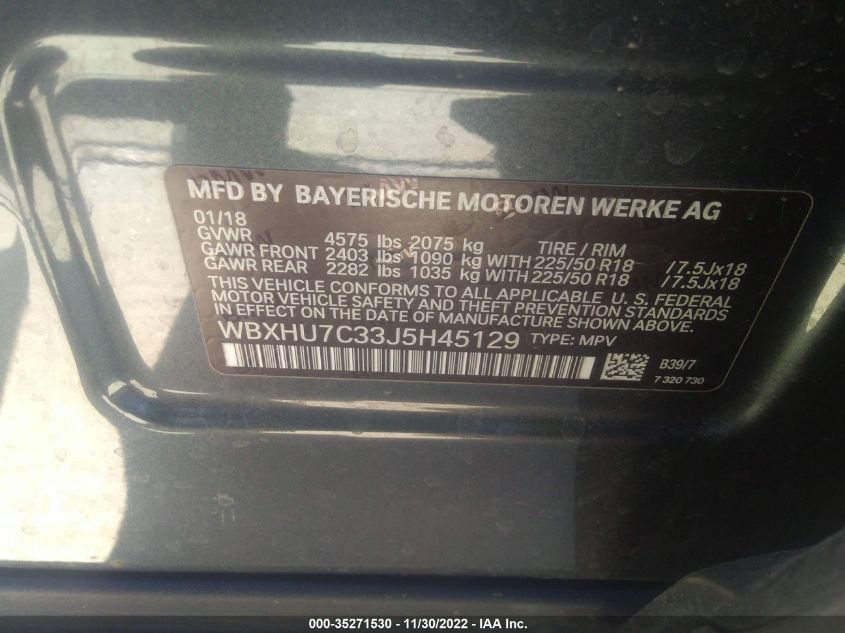 MFD BY BAYERISCHE MOTOREN WERKE AG
01/18
GVWR 4575 lbs 2075 kg TIRE / RIM
GAWR FRONT 2403 lbs 1090 kg WITH 225/50 R18 /7.5Jx18
GAWR REAR 2282 lbs 1035 kg WITH 225/50 R18 /7.5Jx18
THIS VEHICLE CONFORMS TO ALL APPLICABLE U. S. FEDERAL
MOTOR VEHICLE SAFETY AND THEFT PREVENTION STANDARDS
IN EFFECT ON THE DATE OF MANUFACTURE SHOWN ABOVE.
WBXHU7C33J5H45129 TYPE: MPV
B39/7
7 320 730
000-35271530 - 11/30/2022 - IAA Inc.